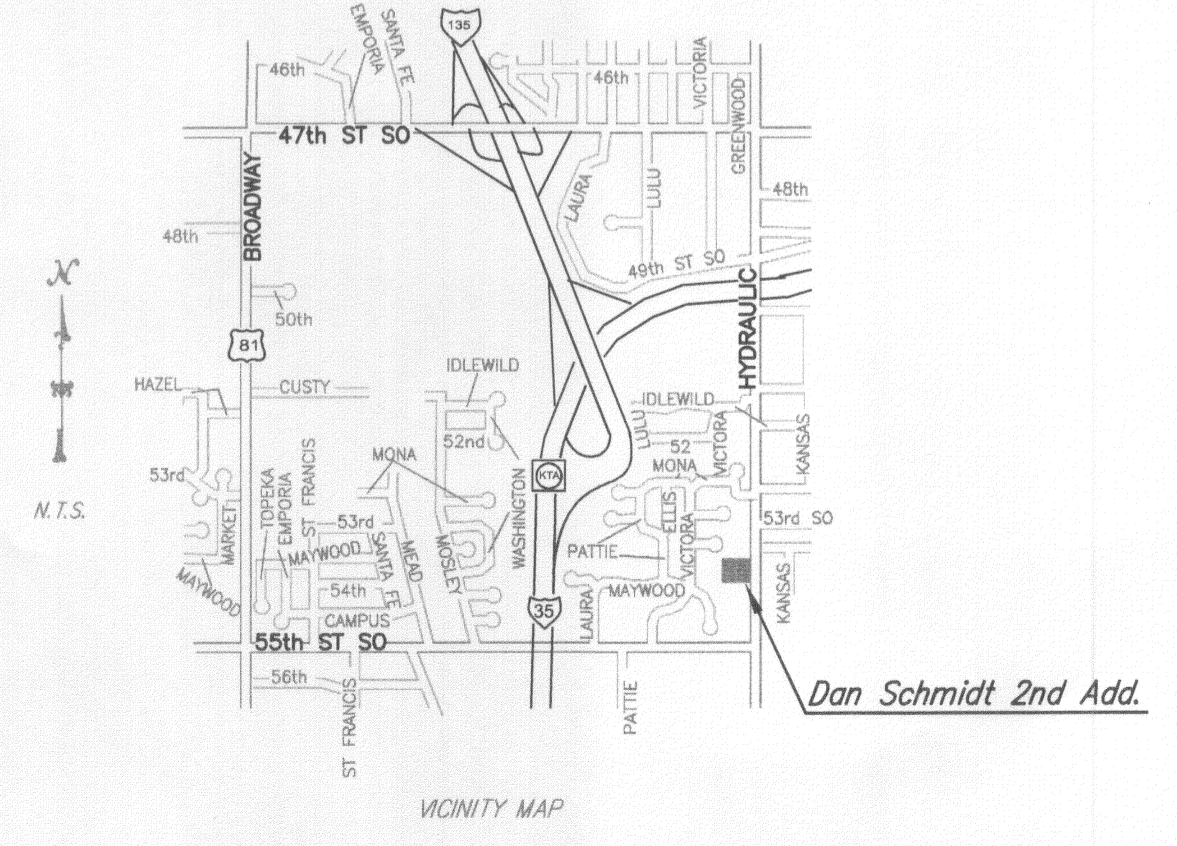 135
EMPORIA
SANTA FE
46th
46th
VICTORIA
GREENWOOD
47th ST SO
BROADWAY
LAURA
LULU
48th
48th
49th ST SO
N
50th
HYDRAULIC
81
IDLEWILD
HAZEL
CUSTY
IDLEWILD
LULU
52nd
52
VICTORA
KANSAS
MONA
MONA
53rd
TOPEKA
EMPORIA
ST FRANCIS
KTA
WASHINGTON
N.T.S.
MARKET
53rd
ELLIS
53rd SO
MAYWOOD
SANTA FE
MEAD
MOSLEY
PATTIE
VICTORA
MAYWOOD
54th
MAYWOOD
KANSAS
CAMPUS
35
LAURA
55th ST SO
56th
ST FRANCIS
PATTIE
Dan Schmidt 2nd Add.
VICINITY MAP